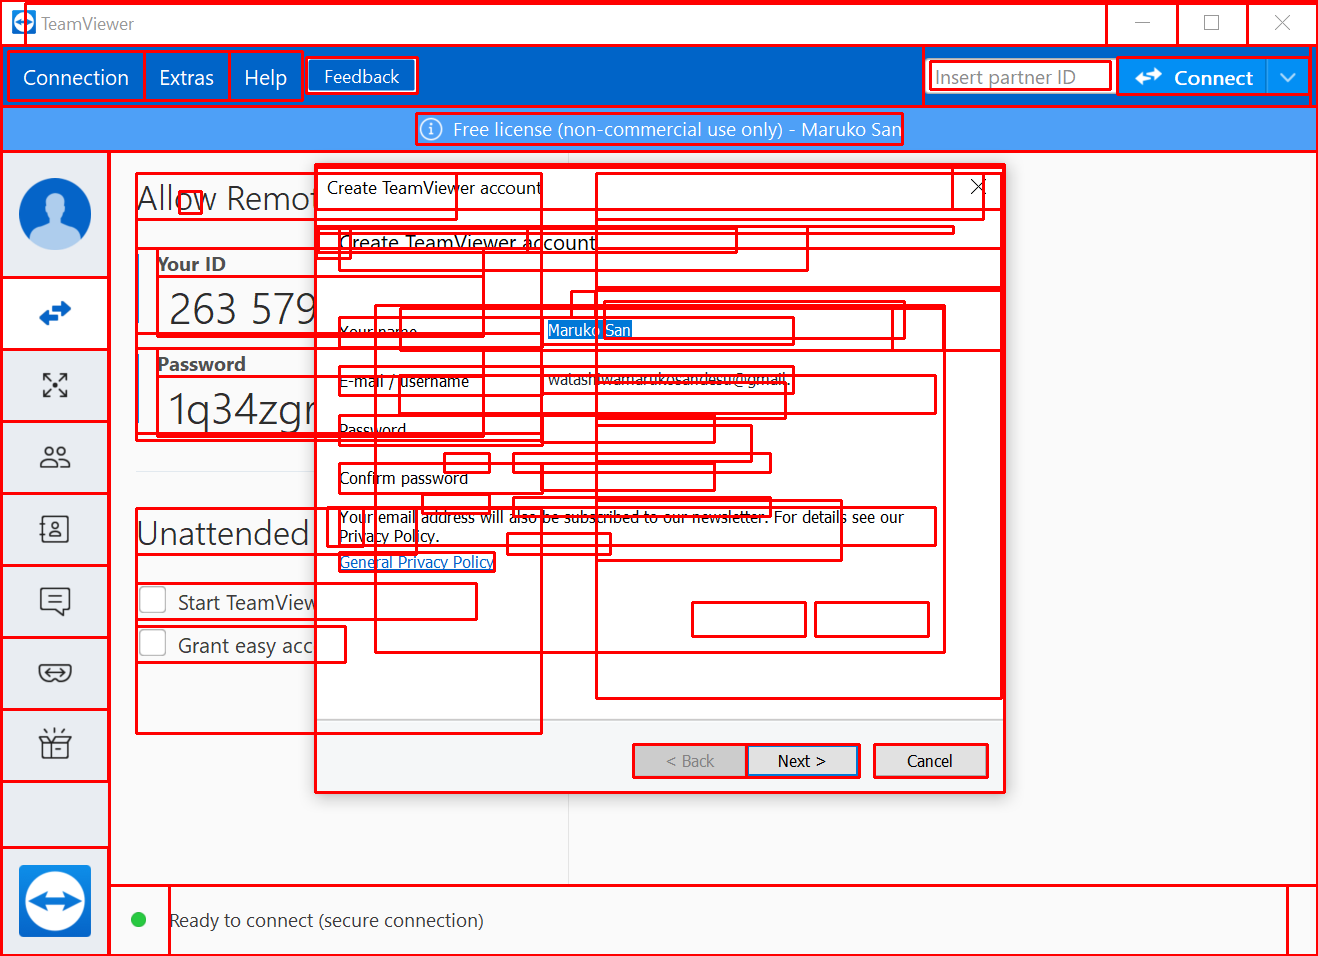 TeamViewer
Connection Extras Help Feedback
Insert partner ID Connect
Free license (non-commercial use only) - Maruko San
Allow Remot
Your ID
263 579
Password
1q34zgr
Unattended
Start TeamView
Grant easy acc
Create TeamViewer account
Create TeamViewer account
Your name Maruko San
E-mail / username watashiwamarukosandesu@gmail.
Password
Confirm password
Your email address will also be subscribed to our newsletter. For details see our
Privacy Policy.
General Privacy Policy
< Back Next > Cancel
Ready to connect (secure connection)